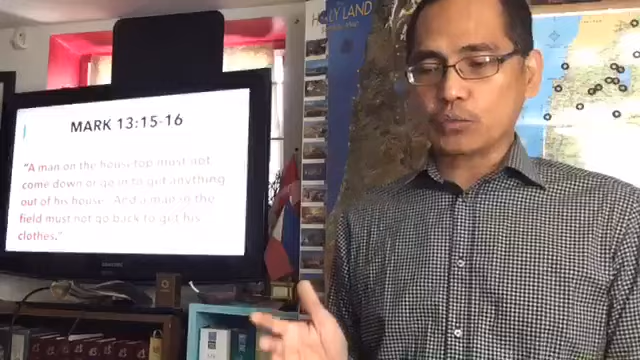 MARK 13:15-16
"A man on the house-top must not
come down or go in to get anything
out of his house. And a man in the
field must not go back to get his
clothes."
SAMSUNG
HOLY LAND